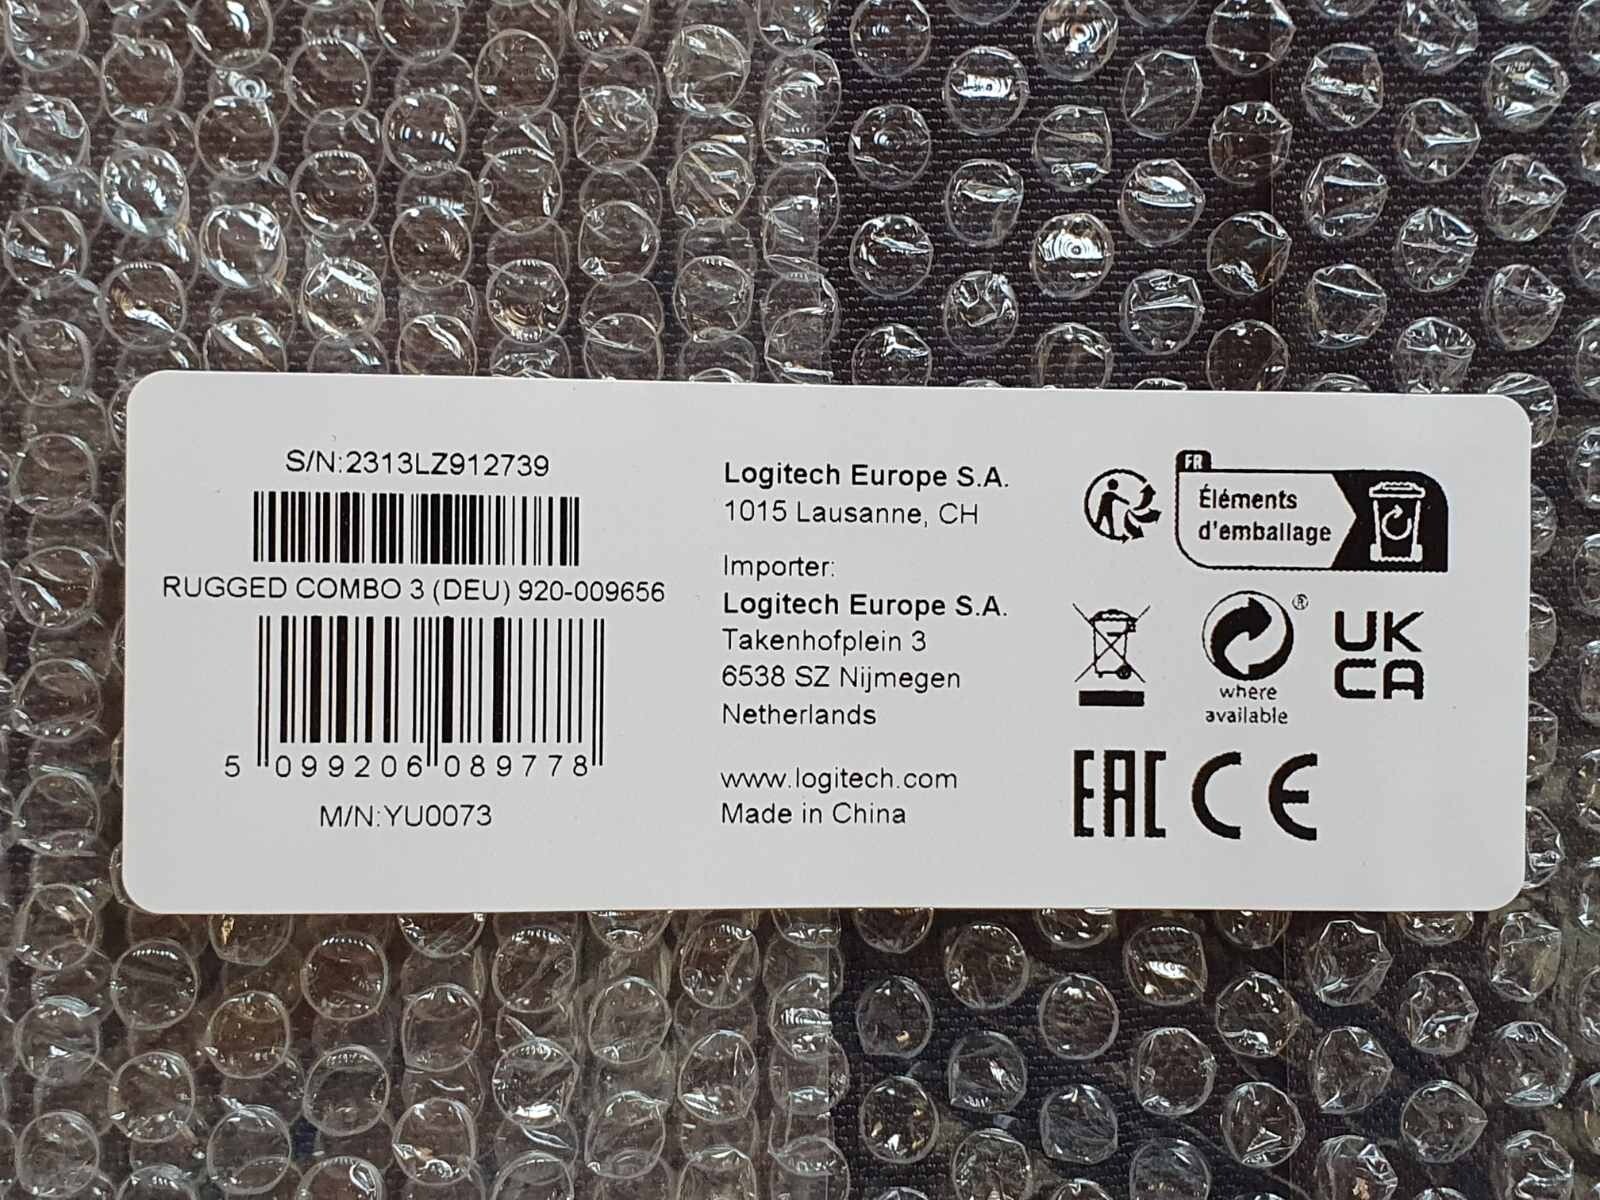 S/N:2313LZ912739
RUGGED COMBO 3 (DEU) 920-009656
5 099206 089778
M/N:YU0073
Logitech Europe S.A.
1015 Lausanne, CH
Importer:
Logitech Europe S.A.
Takenhofplein 3
6538 SZ Nijmegen
Netherlands
www.logitech.com
Made in China
FR
Éléments
d'emballage
®
where
available
UK
CA
EAC CE